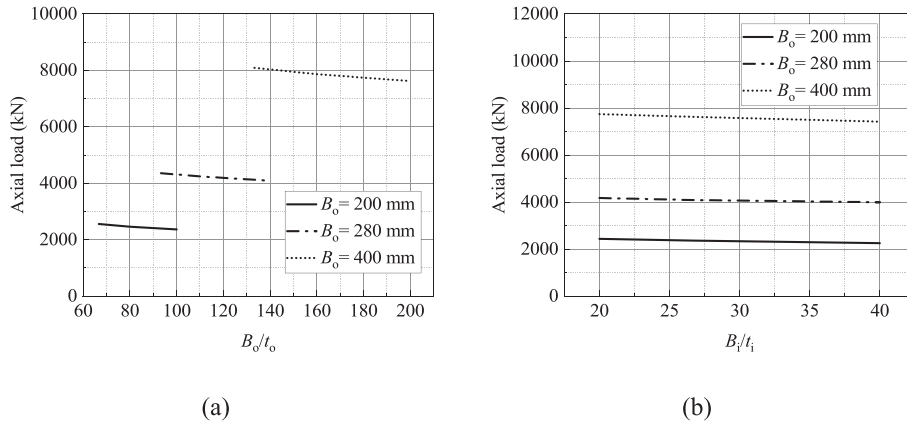 10000
8000
6000
4000
2000
0
Axial load (kN)
60 80 100 120 140 160 180 200
Bo/to
Bo= 200 mm
Bo= 280 mm
Bo= 400 mm
(a)
12000
10000
8000
6000
4000
2000
0
Axial load (kN)
20 25 30 35 40
Bi/ti
Bo= 200 mm
Bo= 280 mm
Bo= 400 mm
(b)